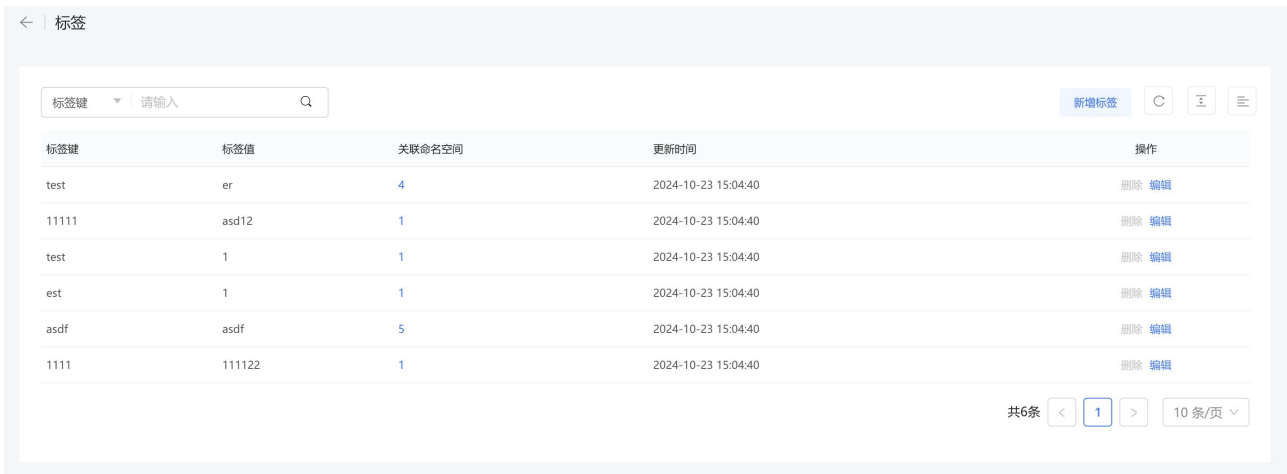 标签
标签键 请输入 新增标签
标签键 标签值 关联命名空间 更新时间 操作
test er 4 2024-10-23 15:04:40 删除 编辑
11111 asd12 1 2024-10-23 15:04:40 删除 编辑
test 1 1 2024-10-23 15:04:40 删除 编辑
est 1 1 2024-10-23 15:04:40 删除 编辑
asdf asdf 5 2024-10-23 15:04:40 删除 编辑
1111 111122 1 2024-10-23 15:04:40 删除 编辑
共6条 < 1 > 10 条/页